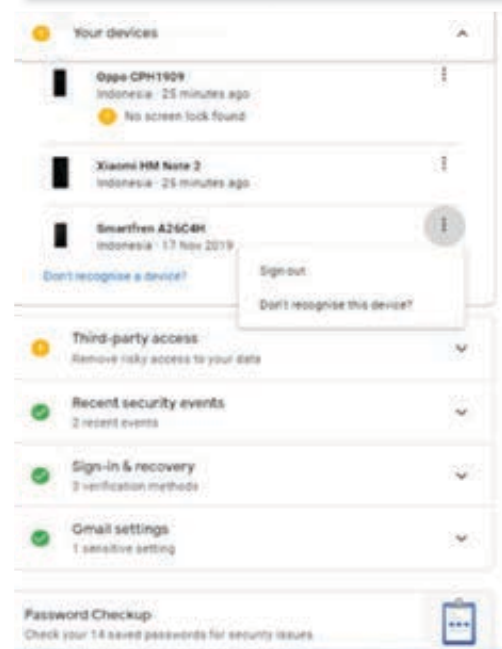 Your devices
Oppo CPH1909
Indonesia · 25 minutes ago
No screen lock found
Xiaomi HM Note 2
Indonesia · 25 minutes ago
Smartfren A26C4H
Indonesia · 17 Nov 2019
Don't recognise a device?
Sign out
Don't recognise this device?
Third-party access
Remove risky access to your data
Recent security events
2 recent events
Sign-in & recovery
3 verification methods
Gmail settings
1 sensitive setting
Password Checkup
Check your 14 saved passwords for security issues